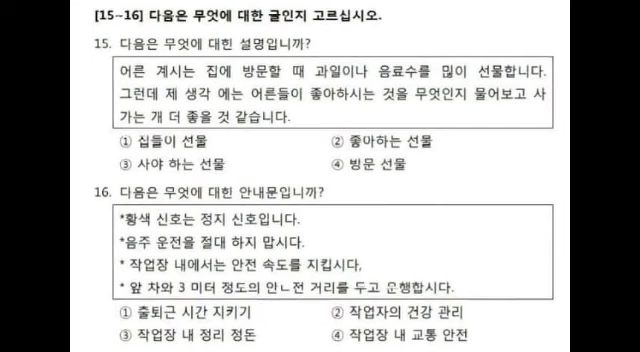 [15~16] 다음은 무엇에 대한 글인지 고르십시오.
15. 다음은 무엇에 대한 설명입니까?
어른 계시는 집에 방문할 때 과일이나 음료수를 많이 선물합니다.
그런데 제 생각 에는 어른들이 좋아하시는 것을 무엇인지 물어보고 사
가는 개 더 좋을 것 같습니다.
① 집들이 선물
② 좋아하는 선물
③ 사야 하는 선물
④ 빙문 선물
16. 다음은 무엇에 대한 안내문입니까?
*황색 신호는 정지 신호입니다.
*음주 운전을 절대 하지 맙시다.
* 작업장 내에서는 안전 속도를 지킵시다,
* 앞 차와 3 미터 정도의 안ㄴ전 거리를 두고 운행합시다.
① 출퇴근 시간 지키기
② 작업자의 건강 관리
③ 작업장 내 정리 정돈
④ 작업장 내 교통 안전